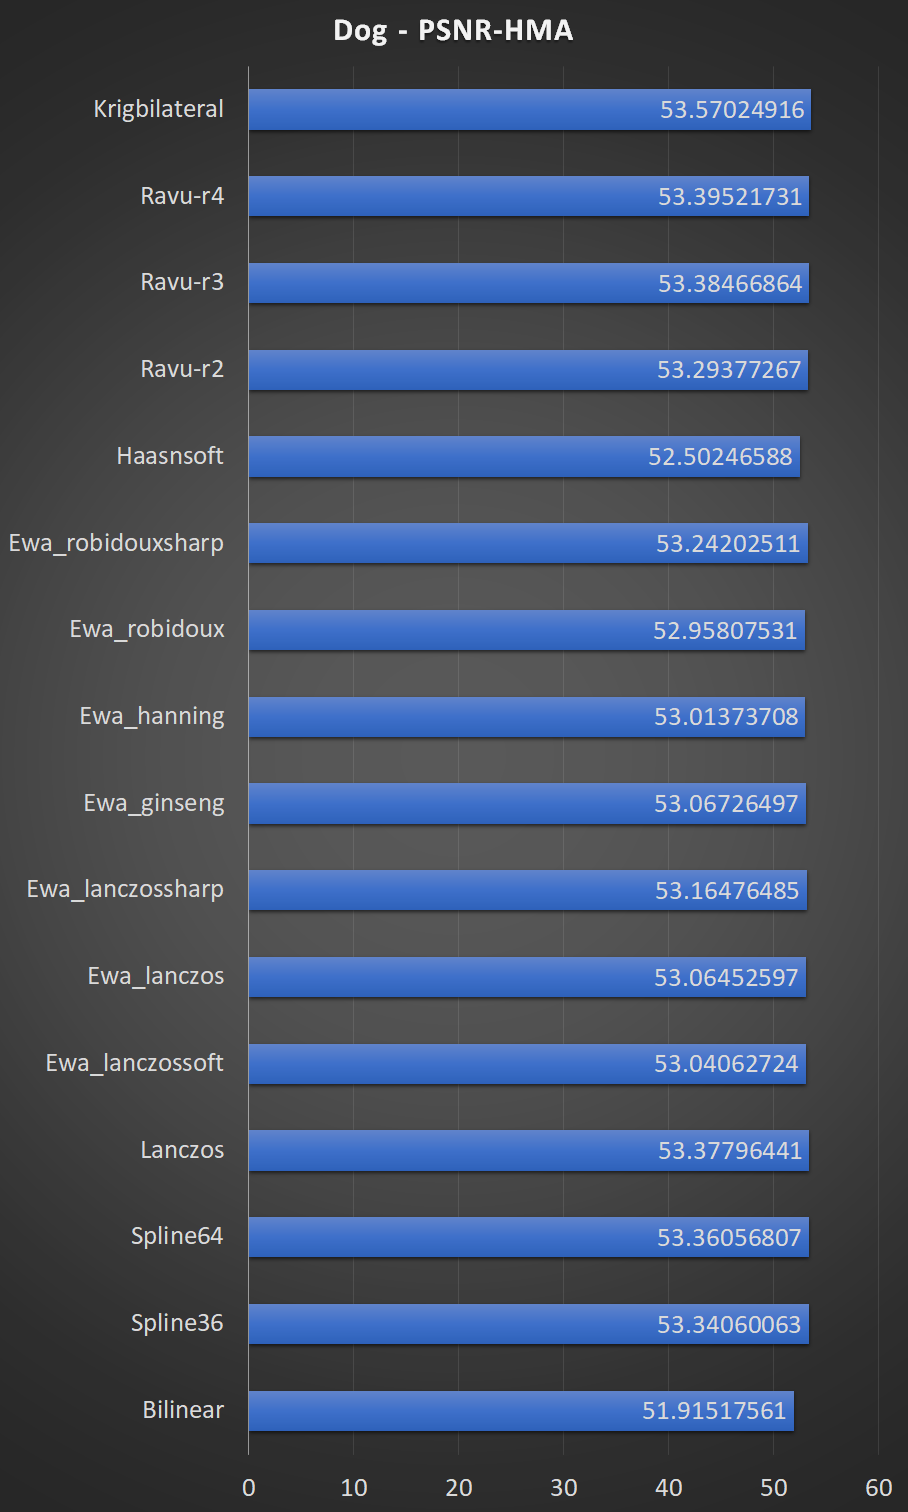 Dog - PSNR-HMA
Krigbilateral 53.57024916
Ravu-r4 53.39521731
Ravu-r3 53.38466864
Ravu-r2 53.29377267
Haasnsoft 52.50246588
Ewa_robidouxsharp 53.24202511
Ewa_robidoux 52.95807531
Ewa_hanning 53.01373708
Ewa_ginseng 53.06726497
Ewa_lanczossharp 53.16476485
Ewa_lanczos 53.06452597
Ewa_lanczossoft 53.04062724
Lanczos 53.37796441
Spline64 53.36056807
Spline36 53.34060063
Bilinear 51.91517561
0 10 20 30 40 50 60